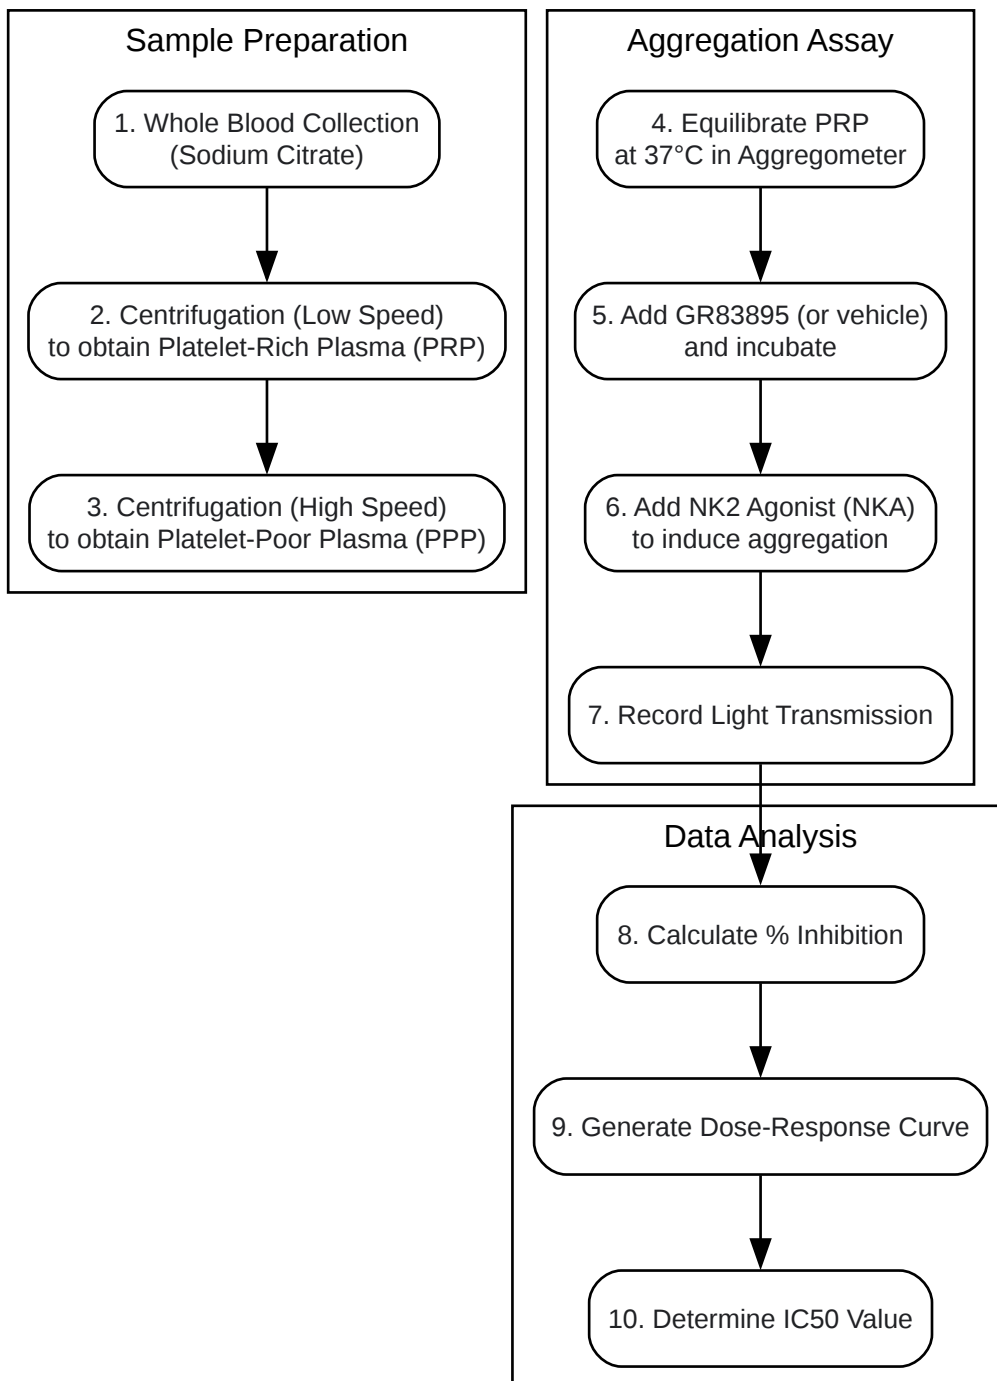 Sample Preparation
1. Whole Blood Collection
(Sodium Citrate)
2. Centrifugation (Low Speed)
to obtain Platelet-Rich Plasma (PRP)
3. Centrifugation (High Speed)
to obtain Platelet-Poor Plasma (PPP)
Aggregation Assay
4. Equilibrate PRP
at 37°C in Aggregometer
5. Add GR83895 (or vehicle)
and incubate
6. Add NK2 Agonist (NKA)
to induce aggregation
7. Record Light Transmission
Data Analysis
8. Calculate % Inhibition
9. Generate Dose-Response Curve
10. Determine IC50 Value